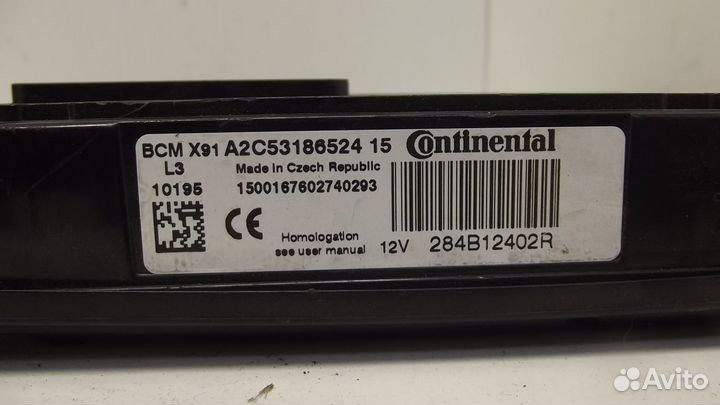 BCM X91 A2C53186524 15 Continental
L3 Made in Czech Republic
10195 1500167602740293
CE Homologation
see user manual 12V 284B12402R
Avito